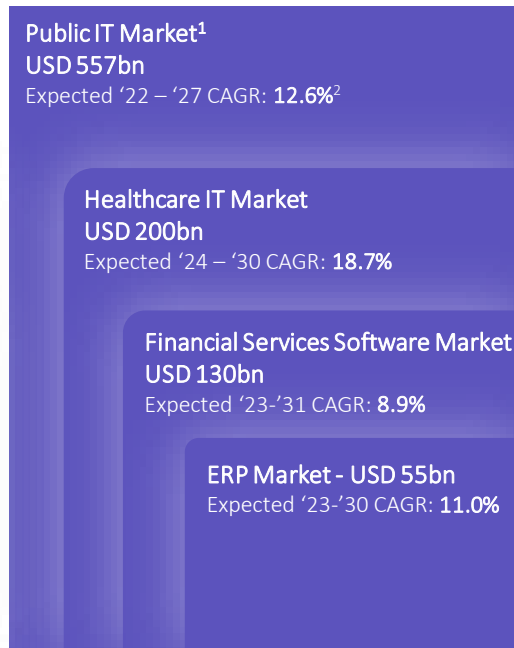 Public IT Market¹
USD 557bn
Expected ‘22 – ‘27 CAGR: 12.6%²
Healthcare IT Market
USD 200bn
Expected ‘24 – ‘30 CAGR: 18.7%
Financial Services Software Market
USD 130bn
Expected ‘23-’31 CAGR: 8.9%
ERP Market - USD 55bn
Expected ‘23-’30 CAGR: 11.0%